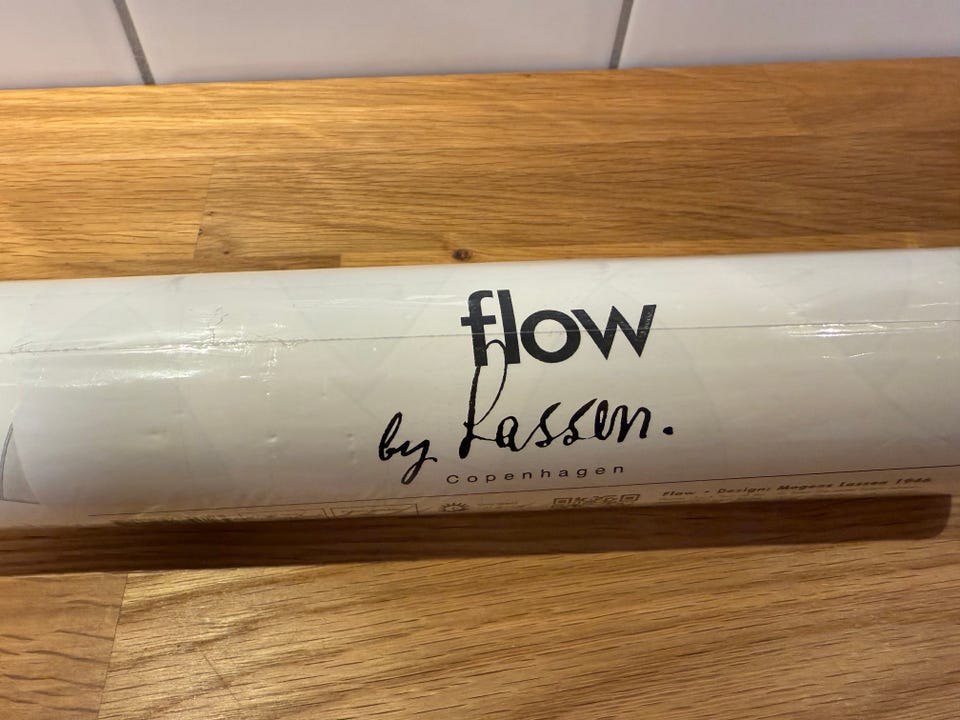 flow
by Lassen.
Copenhagen
Flow • Design: Mogens Lassen 1946